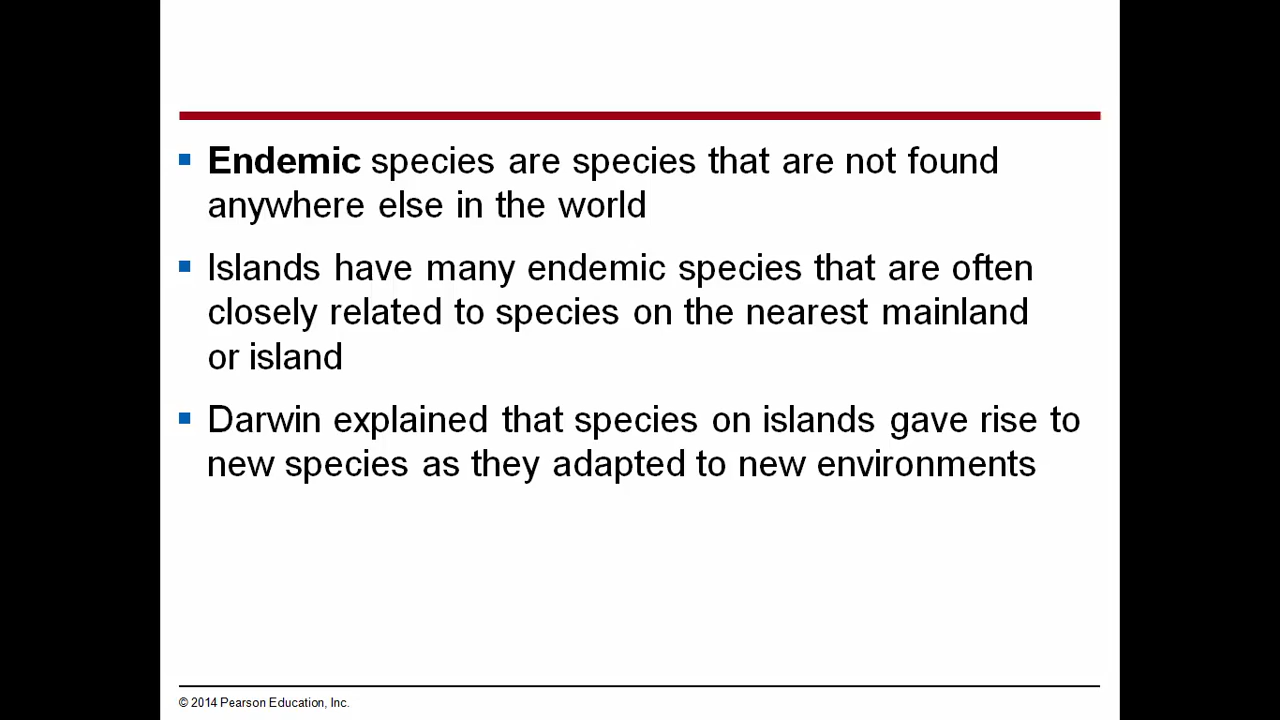 Endemic species are species that are not found
anywhere else in the world
Islands have many endemic species that are often
closely related to species on the nearest mainland
or island
Darwin explained that species on islands gave rise to
new species as they adapted to new environments
© 2014 Pearson Education, Inc.